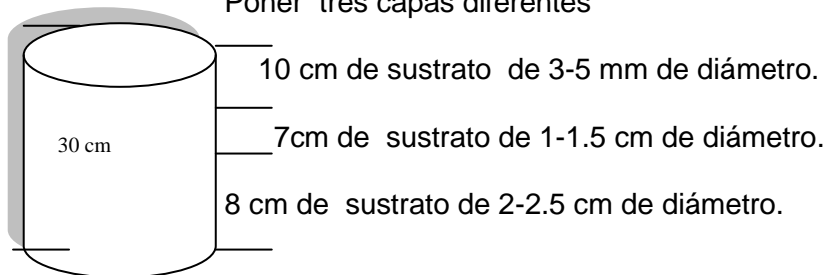 Poner tres capas diferentes
10 cm de sustrato de 3-5 mm de diámetro.
30 cm
7cm de sustrato de 1-1.5 cm de diámetro.
8 cm de sustrato de 2-2.5 cm de diámetro.